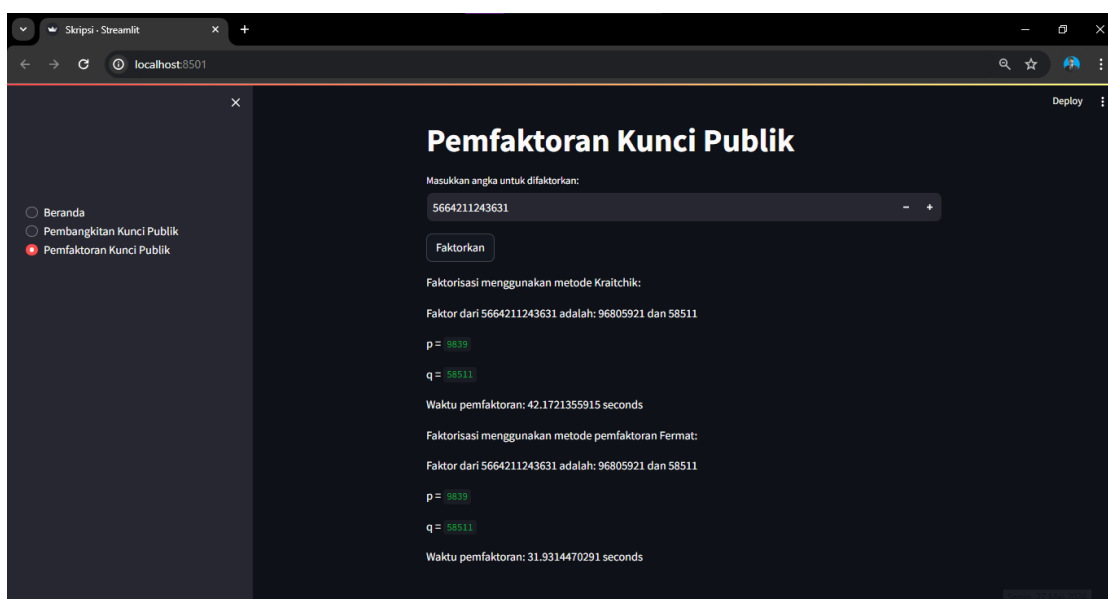 Skripsi · Streamlit
localhost:8501
Deploy
Beranda
Pembangkitan Kunci Publik
Pemfaktoran Kunci Publik
Pemfaktoran Kunci Publik
Masukkan angka untuk difaktorkan:
5664211243631
Faktorkan
Faktorisasi menggunakan metode Kraitchik:
Faktor dari 5664211243631 adalah: 96805921 dan 58511
p = 9839
q = 58511
Waktu pemfaktoran: 42.1721355915 seconds
Faktorisasi menggunakan metode pemfaktoran Fermat:
Faktor dari 5664211243631 adalah: 96805921 dan 58511
p = 9839
q = 58511
Waktu pemfaktoran: 31.9314470291 seconds